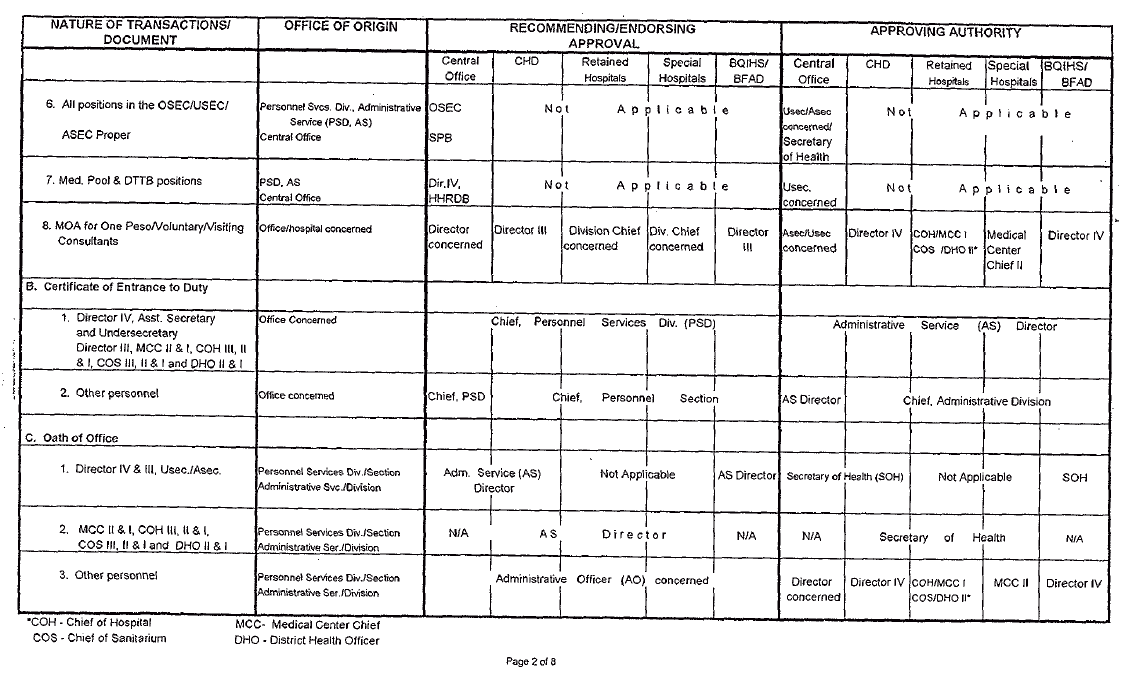 NATURE OF TRANSACTIONS/ DOCUMENT | OFFICE OF ORIGIN | RECOMMENDING/ENDORSING APPROVAL | APPROVING AUTHORITY
Central Office | CHD | Retained Hospitals | Special Hospitals | BQIHS/ BFAD | Central Office | CHD | Retained Hospitals | Special Hospitals | BQIHS/ BFAD
6. All positions in the OSEC/USEC/ ASEC Proper | Personnel Svcs. Div., Administrative Service (PSD, AS) Central Office | OSEC SPB | Not Applicable | Usec/Asec concerned/ Secretary of Health | Not Applicable
7. Med. Pool & DTTB positions | PSD, AS Central Office | Dir.IV, HHRDB | Not Applicable | Usec. concerned | Not Applicable
8. MOA for One Peso/Voluntary/Visiting Consultants | Office/hospital concerned | Director concerned | Director III | Division Chief concerned | Div. Chief concerned | Director III | Asec/Usec concerned | Director IV | COH/MCC I COS /DHO II* | Medical Center Chief II | Director IV
B. Certificate of Entrance to Duty
1. Director IV, Asst. Secretary and Undersecretary Director III, MCC II & I, COH III, II & I, COS III, II & I and DHO II & I | Office Concerned | Chief, Personnel Services Div. (PSD) | Administrative Service (AS) Director
2. Other personnel | Office concerned | Chief, PSD | Chief, Personnel Section | AS Director | Chief, Administrative Division
C. Oath of Office
1. Director IV & III, Usec./Asec. | Personnel Services Div./Section Administrative Svc./Division | Adm. Service (AS) Director | Not Applicable | AS Director | Secretary of Health (SOH) | Not Applicable | SOH
2. MCC II & I, COH III, II & I, COS III, II & I and DHO II & I | Personnel Services Div./Section Administrative Ser./Division | N/A | AS Director | N/A | N/A | Secretary of Health | N/A
3. Other personnel | Personnel Services Div./Section Administrative Ser./Division | Administrative Officer (AO) concerned | Director concerned | Director IV | COH/MCC I COS/DHO II* | MCC II | Director IV
*COH - Chief of Hospital MCC- Medical Center Chief
COS - Chief of Sanitarium DHO - District Health Officer
Page 2 of 8